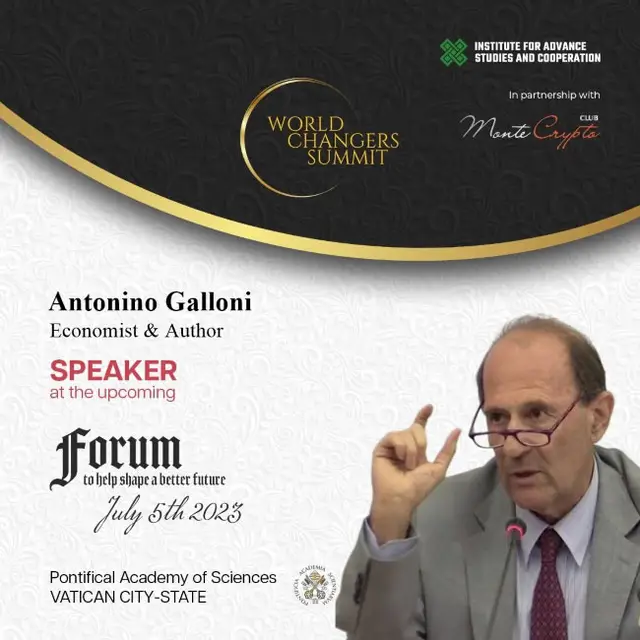 INSTITUTE FOR ADVANCE
STUDIES AND COOPERATION
In partnership with
CLUB
Monte Crypto
WORLD
CHANGERS
SUMMIT
Antonino Galloni
Economist & Author
SPEAKER
at the upcoming
Forum
to help shape a better future
July 5th 2023
Pontifical Academy of Sciences
VATICAN CITY-STATE